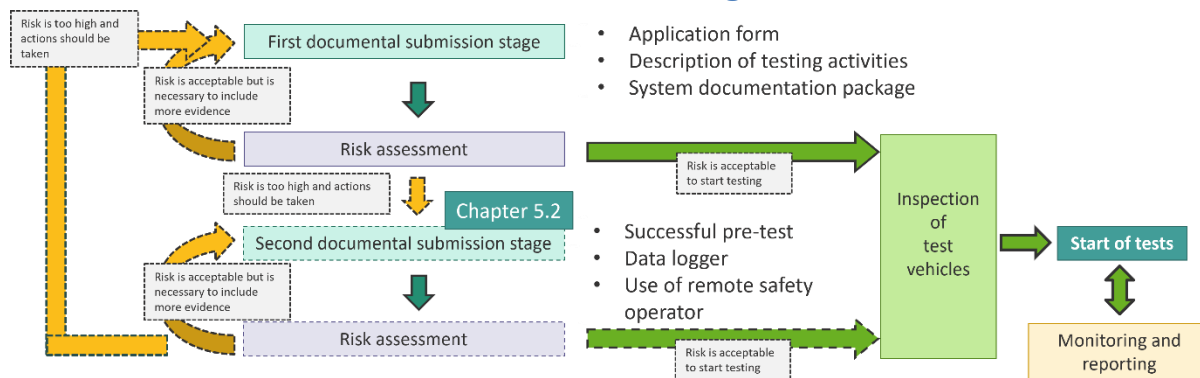 Risk is too high and
actions should be
taken
First documental submission stage
• Application form
• Description of testing activities
• System documentation package
Risk is acceptable but is
necessary to include
more evidence
Risk assessment
Risk is acceptable
to start testing
Risk is too high and actions
should be taken
Chapter 5.2
Second documental submission stage
• Successful pre-test
• Data logger
• Use of remote safety
operator
Inspection
of
test
vehicles
Start of tests
Risk is acceptable but is
necessary to include
more evidence
Risk assessment
Risk is acceptable
to start testing
Monitoring and
reporting